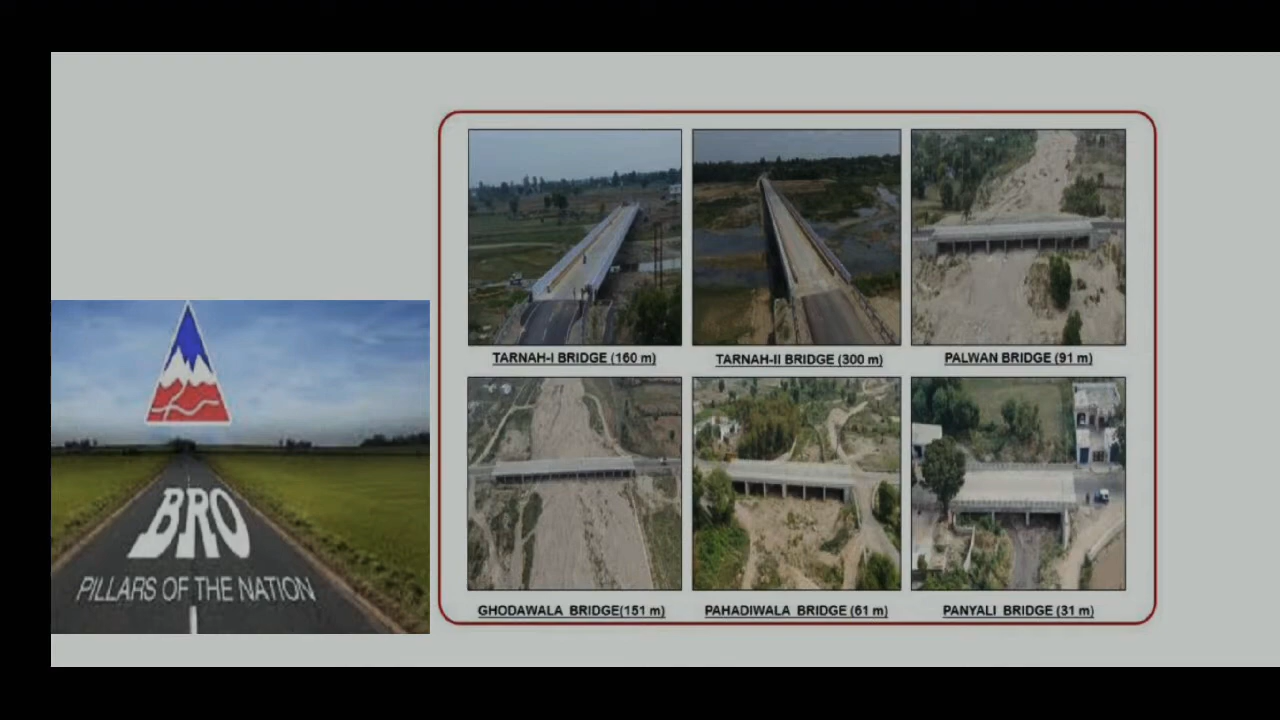 BRO
PILLARS OF THE NATION
TARNAH-I BRIDGE (160 m)
TARNAH-II BRIDGE (300 m)
PALWAN BRIDGE (91 m)
GHODAWALA BRIDGE(151 m)
PAHADIWALA BRIDGE (61 m)
PANYALI BRIDGE (31 m)